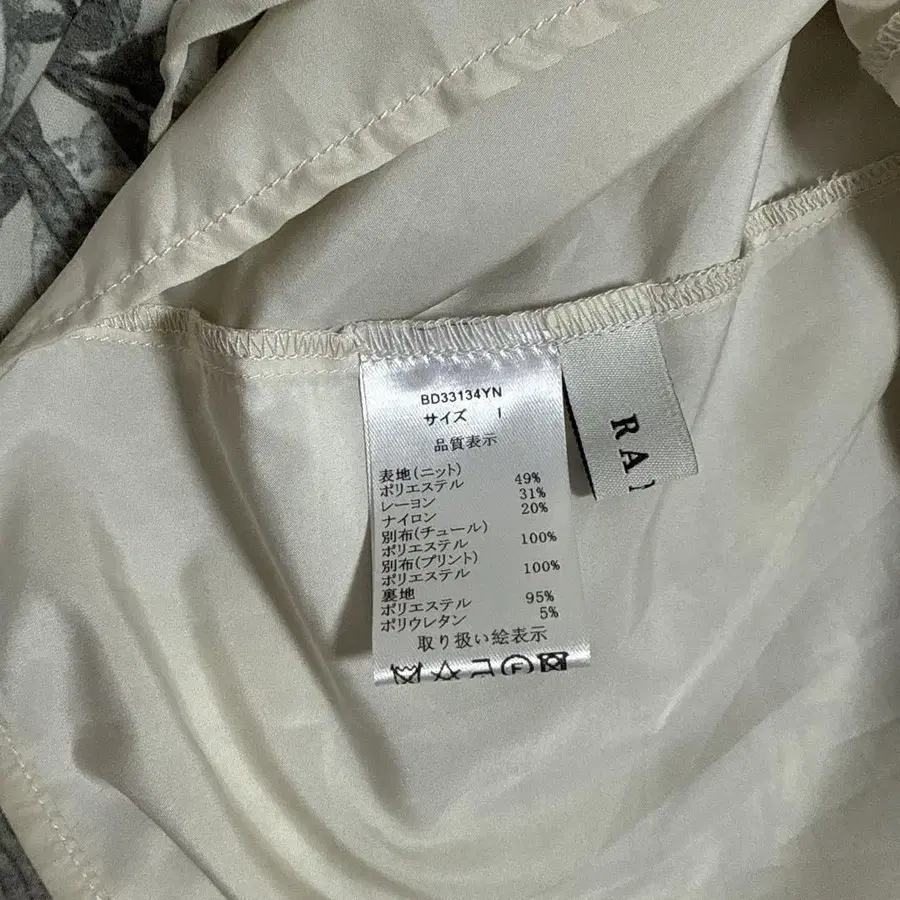 BD33134YN
サイズ I
品質表示
表地(ニット)
ポリエステル 49%
レーヨン 31%
ナイロン 20%
別布(チュール)
ポリエステル 100%
別布(プリント)
ポリエステル 100%
裏地
ポリエステル 95%
ポリウレタン 5%
取り扱い絵表示
RA